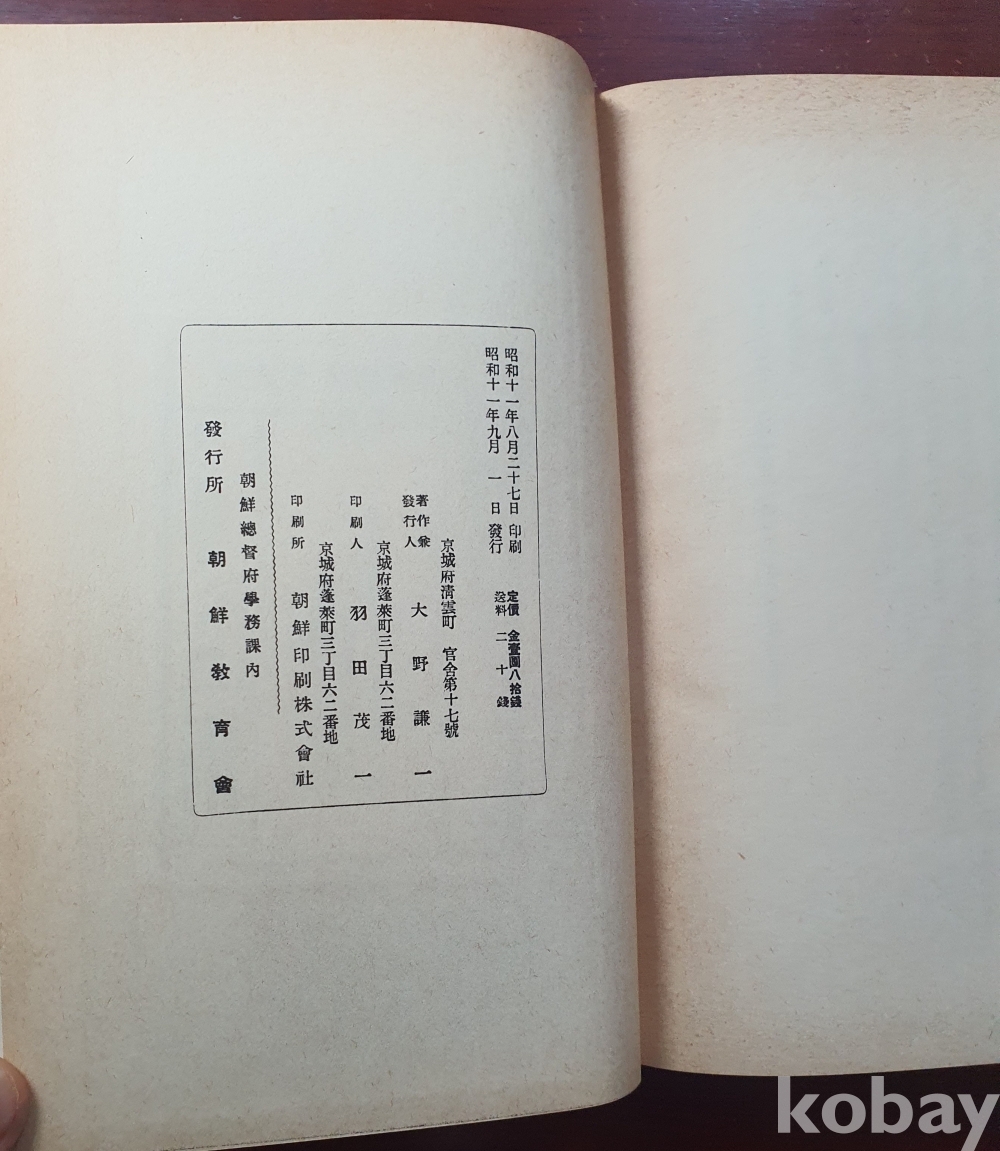 昭和十一年八月二十七日 印刷
昭和十一年九月 一 日 發行
定價 金壹圓八拾錢
送料 二十錢
京城府淸雲町 官舍第十七號
著作兼
發行人 大野謙一
京城府蓬萊町三丁目六二番地
印刷人 羽田茂一
京城府蓬萊町三丁目六二番地
印刷所 朝鮮印刷株式會社
朝鮮總督府學務課內
發行所 朝鮮敎育會
kobay